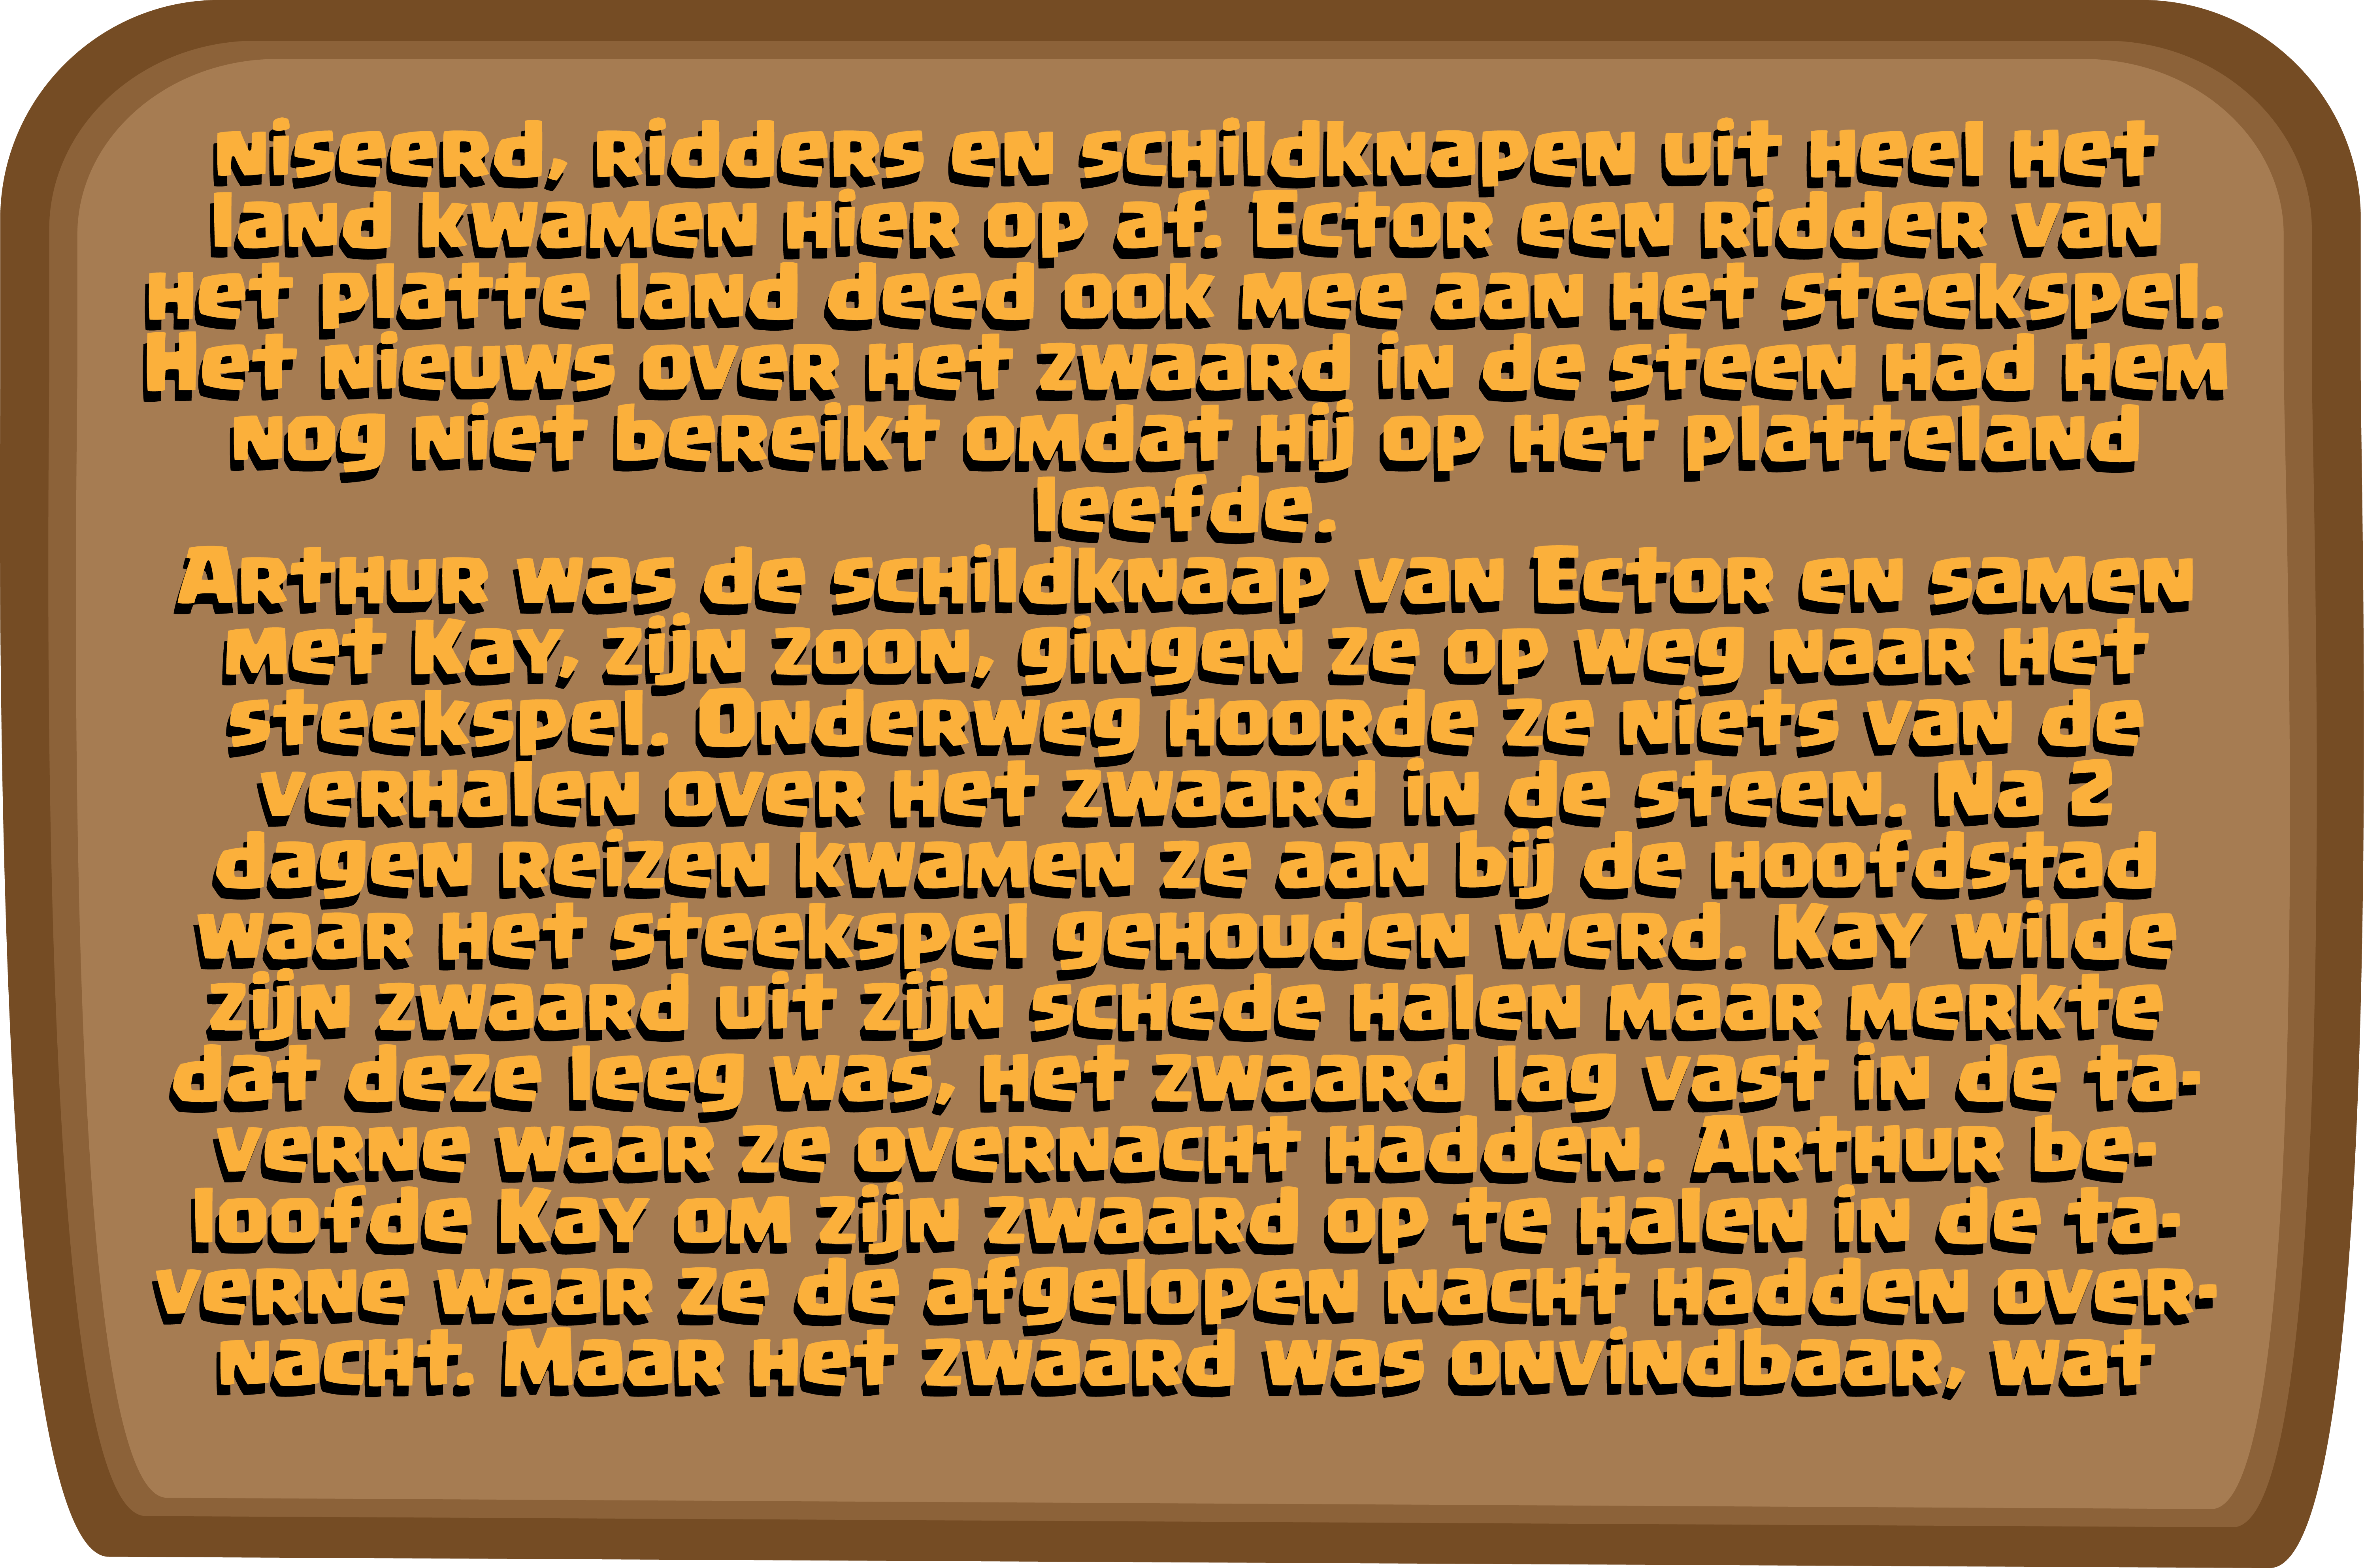 niseerd, ridders en schildknapen uit heel het
land kwamen hier op af. Ector een ridder van
het platte land deed ook mee aan het steekspel.
Het nieuws over het zwaard in de steen had hem
nog niet bereikt omdat hij op het platteland
leefde.
Arthur was de schildknaap van Ector en samen
met Kay, zijn zoon, gingen ze op weg naar het
steekspel. Onderweg hoorde ze niets van de
verhalen over het zwaard in de steen. Na 2
dagen reizen kwamen ze aan bij de hoofdstad
waar het steekspel gehouden werd. Kay wilde
zijn zwaard uit zijn schede halen maar merkte
dat deze leeg was, het zwaard lag vast in de ta-
verne waar ze overnacht hadden. Arthur be-
loofde Kay om zijn zwaard op te halen in de ta-
verne waar ze de afgelopen nacht hadden over-
nacht. Maar het zwaard was onvindbaar, wat